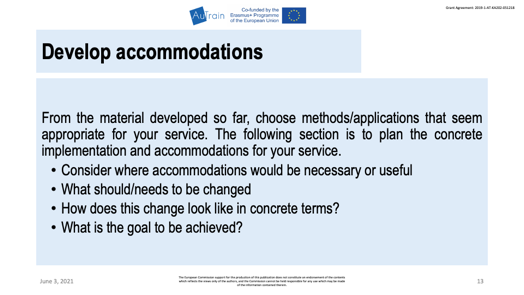 AuTrain
Co-funded by the
Erasmus+ Programme
of the European Union
Grant Agreement: 2019-1-AT-KA202-051218
Develop accommodations
From the material developed so far, choose methods/applications that seem
appropriate for your service. The following section is to plan the concrete
implementation and accommodations for your service.
• Consider where accommodations would be necessary or useful
• What should/needs to be changed
• How does this change look like in concrete terms?
• What is the goal to be achieved?
June 3, 2021
The European Commission support for the production of this publication does not constitute an endorsement of the contents
which reflects the views only of the authors, and the Commission cannot be held responsible for any use which may be made
of the information contained therein.
13